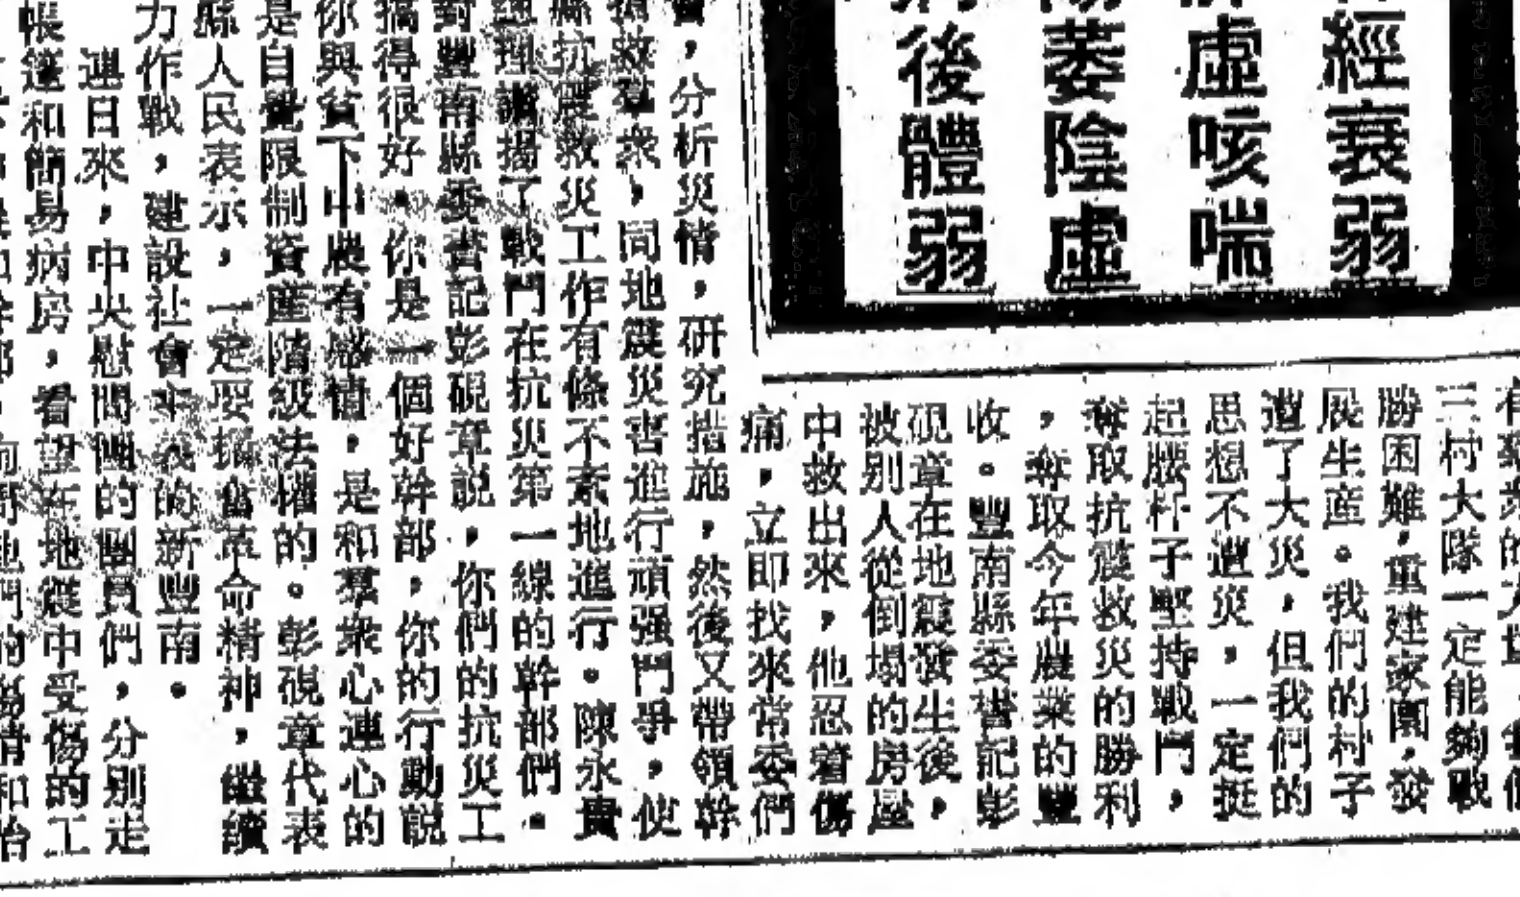 經衰弱
虛咳喘
萎陰虛
後體弱
三村大隊一定能夠戰
勝困難，重建家園，發
展生產。我們的村子
遭了大災，但我們的
思想不遭災，一定挺
起腰杆子堅持戰鬥，
奪取抗震救災的勝利
，奪取今年農業的豐
收。豐南縣委書記彭
硯章在地震發生後，
被別人從倒塌的房屋
中救出來，他忍着傷
痛，立即找來常委們
，分析災情，研究措施，然後又帶領幹
搶救羣衆，同地震災害進行頑强鬥爭，使
縣抗震救災工作有條不紊地進行。陳永貴
總理讚揚了戰鬥在抗災第一線的幹部們。
對豐南縣委書記彭硯章説，你們的抗災工
搞得很好。你是一個好幹部，你的行動説
你與貧下中農有感情，是和羣衆心連心的
是自覺限制資產階級法權的。彭硯章代表
縣人民表示，一定要振奮革命精神，繼續
力作戰，建設社會主義的新豐南。
連日來，中央慰問團的團員們，分別走
帳篷和簡易病房，看望在地震中受傷的工